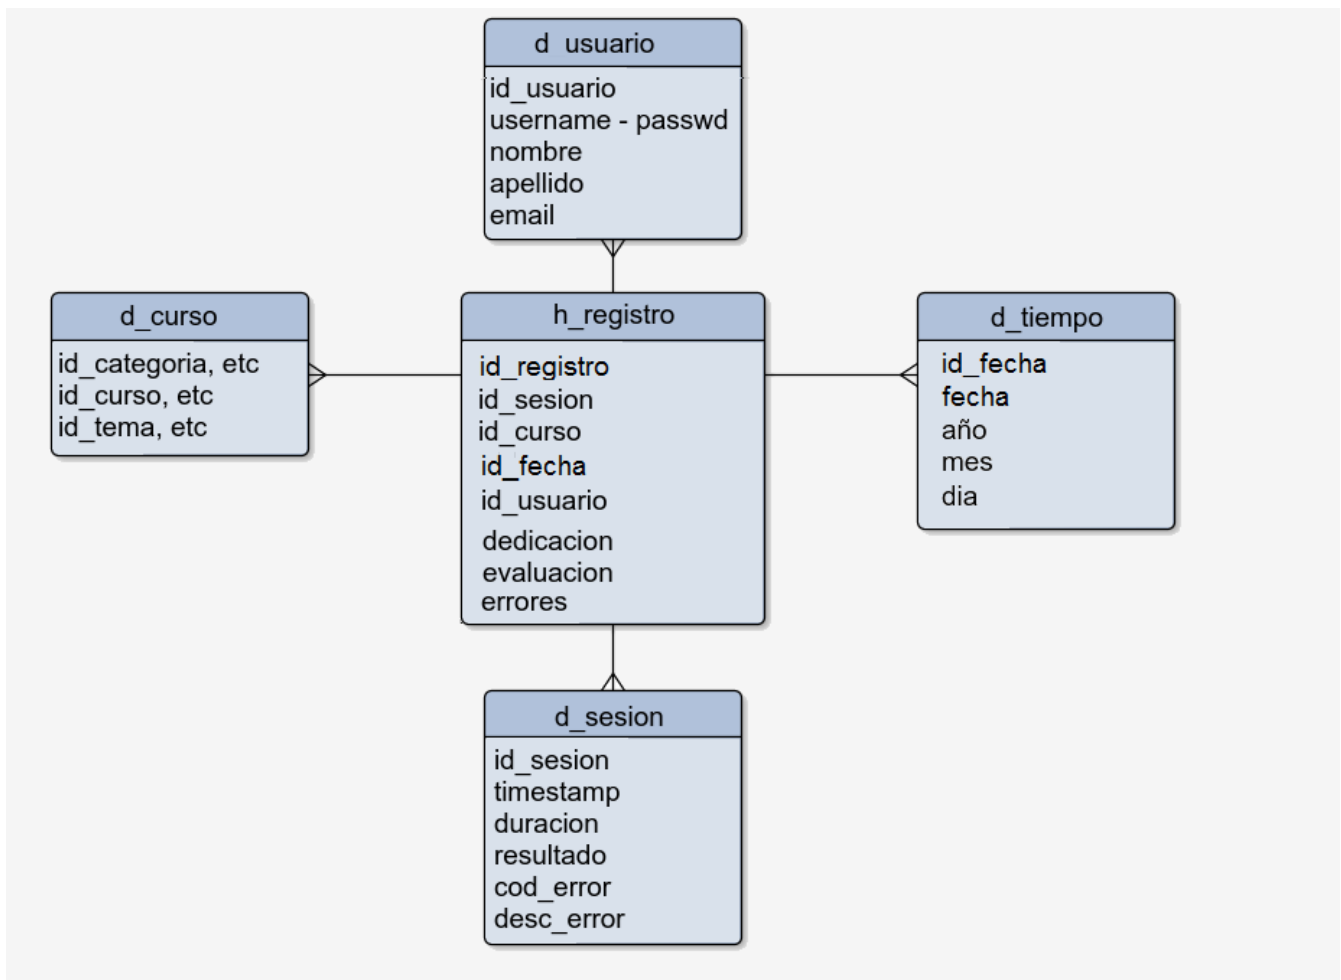 d usuario
id_usuario
username - passwd
nombre
apellido
email
d_curso
id_categoria, etc
id_curso, etc
id_tema, etc
h_registro
id_registro
id_sesion
id_curso
id_fecha
id_usuario
dedicacion
evaluacion
errores
d_tiempo
id_fecha
fecha
año
mes
dia
d_sesion
id_sesion
timestamp
duracion
resultado
cod_error
desc_error